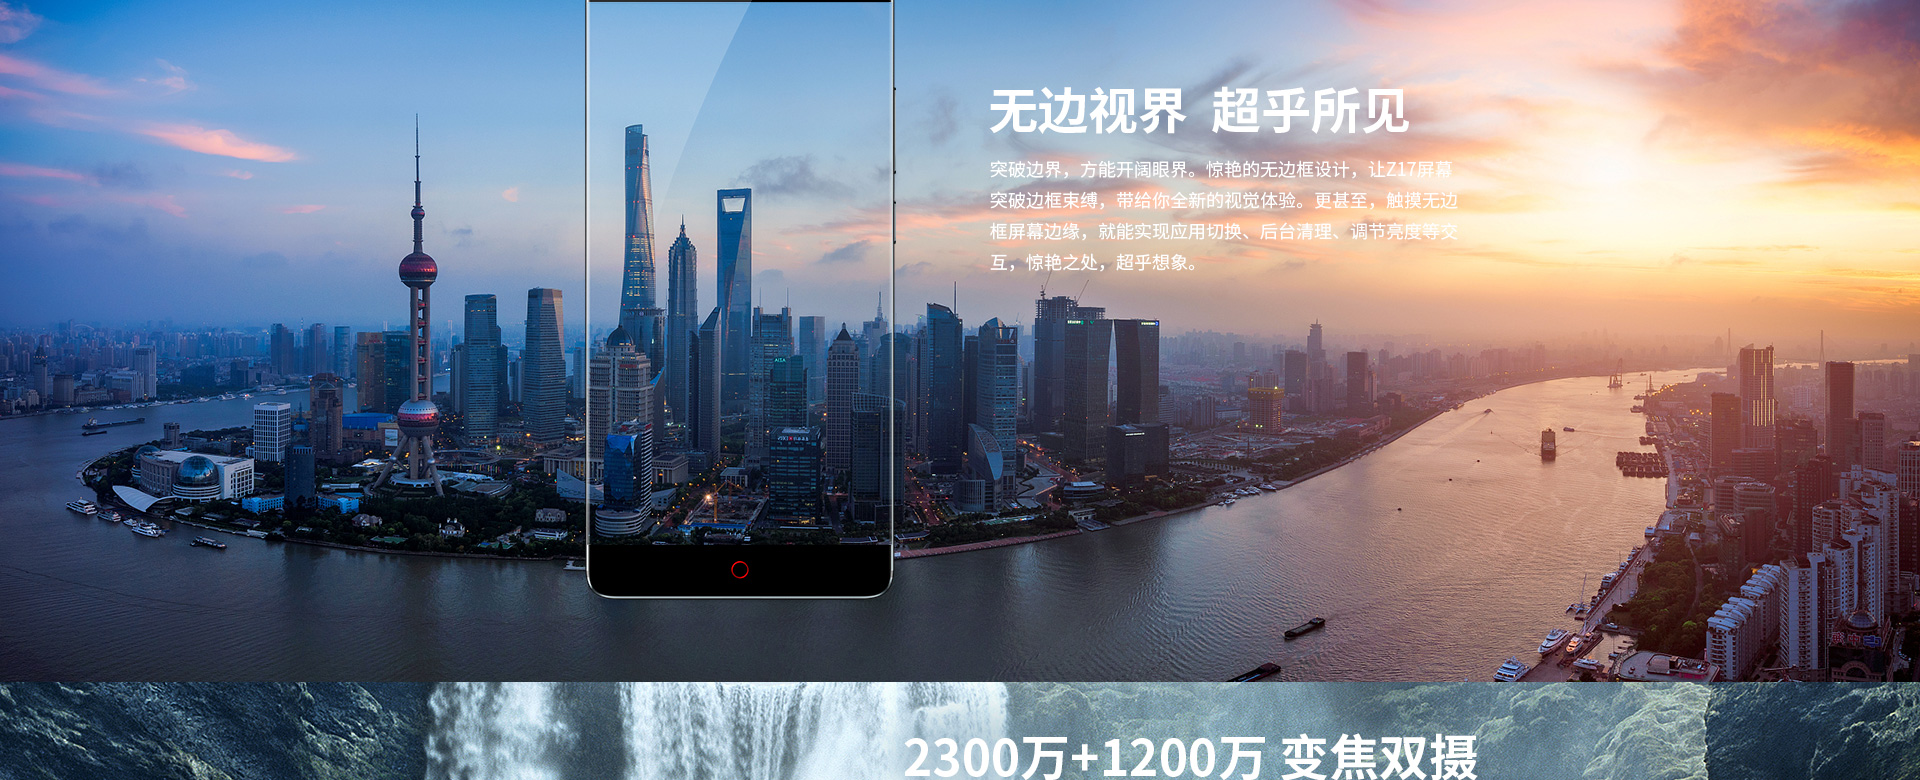 无边视界 超乎所见
突破边界，方能开阔眼界。惊艳的无边框设计，让Z17屏幕
突破边框束缚，带给你全新的视觉体验。更甚至，触摸无边
框屏幕边缘，就能实现应用切换、后台清理、调节亮度等交
互，惊艳之处，超乎想象。
2300万+1200万 变焦双摄